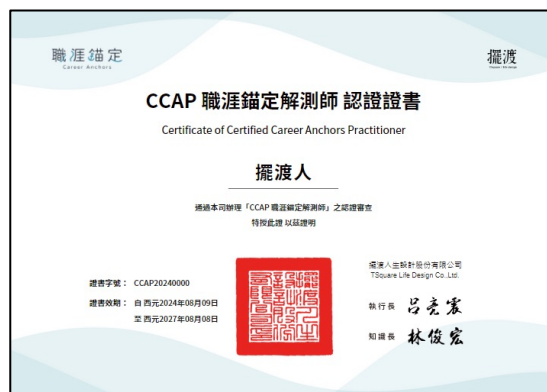 職涯錨定
Career Anchors
擺渡
CCAP 職涯錨定解測師 認證證書
Certificate of Certified Career Anchors Practitioner
擺渡人
通過本司辦理「CCAP 職涯錨定解測師」之認證審查
特授此證 以茲證明
證書字號： CCAP20240000
證書效期： 自 西元2024年08月09日
至 西元2027年08月08日
擺渡人生設計股份有限公司
TSquare Life Design Co.,Ltd.
執行長 呂亮震
知識長 林俊宏